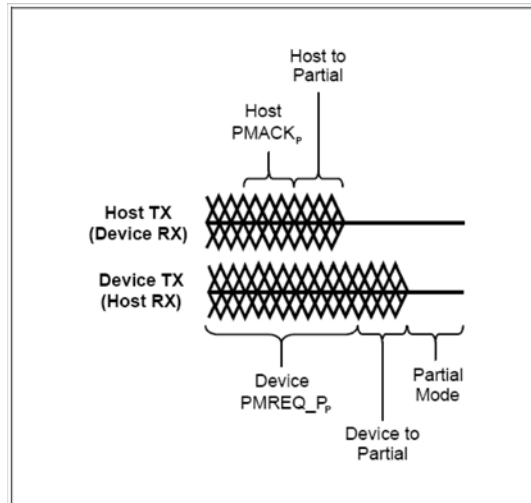 Host to
Partial
Host
PMACKₚ
Host TX
(Device RX)
Device TX
(Host RX)
Device
PMREQ_Pₚ
Partial
Mode
Device to
Partial